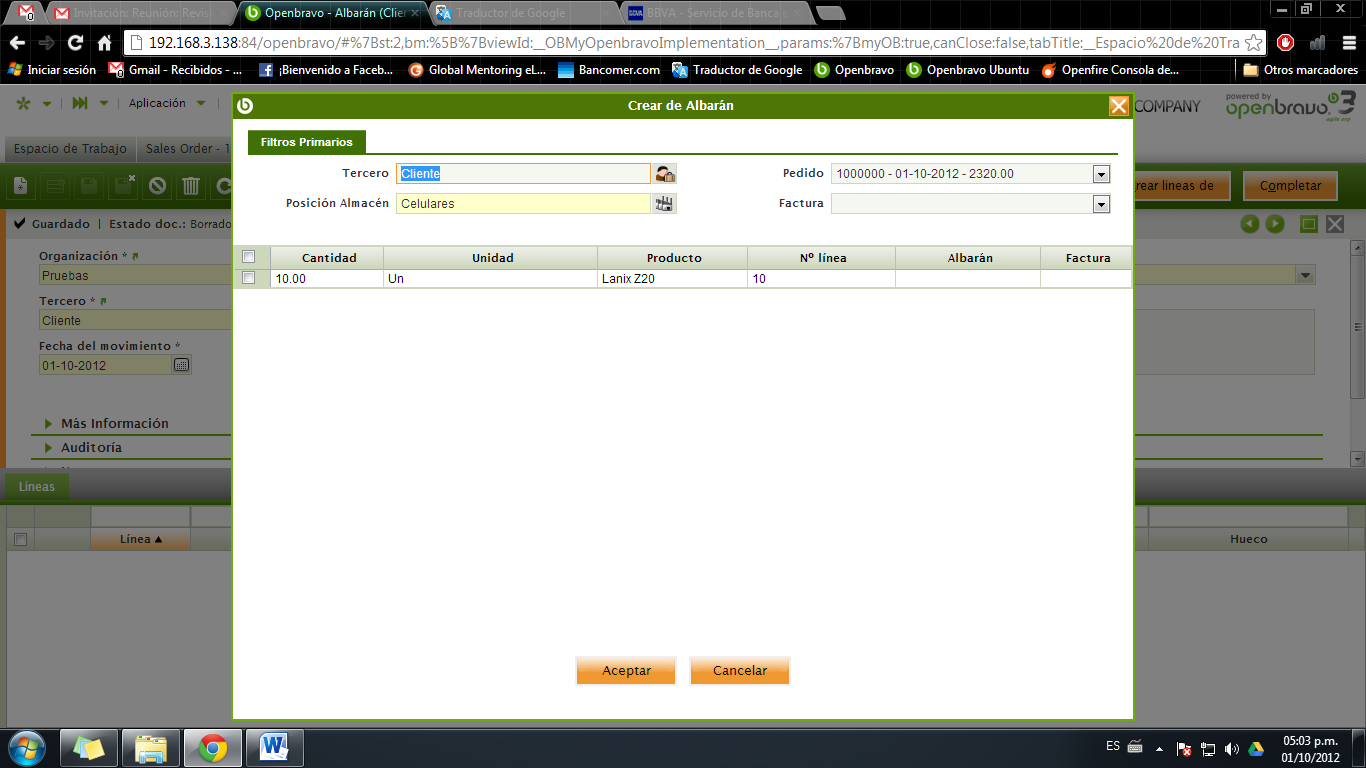 0
Invitación: Reunión: Revis
Openbravo - Albarán (Clie
Traductor de Google
BBVA - Servicio de Banca e
192.168.3.138:84/openbravo/#%7Bst:2,bm:%5B%7BviewId:__OBMyOpenbravoImplementation__,params:%7BmyOB:true,canClose:false,tabTitle:__Espacio%20de%20Tra
Iniciar sesión
Gmail - Recibidos - ...
¡Bienvenido a Faceb...
Global Mentoring eL...
Bancomer.com
Traductor de Google
Openbravo
Openbravo Ubuntu
Openfire Consola de...
Otros marcadores
Aplicación
Crear de Albarán
COMPANY
powered by
openbravo 3
agile erp
Espacio de Trabajo
Sales Order - 1
Filtros Primarios
Tercero
Cliente
Pedido
1000000 - 01-10-2012 - 2320.00
rear lineas de
Completar
Posición Almacén
Celulares
Factura
Guardado | Estado doc.: Borrado
Organización *
Pruebas
Cantidad Unidad Producto Nº línea Albarán Factura
10.00 Un Lanix Z20 10
Tercero *
Cliente
Fecha del movimiento *
01-10-2012
Más Información
Auditoría
Lineas
Línea
Hueco
Aceptar
Cancelar
ES
05:03 p.m.
01/10/2012